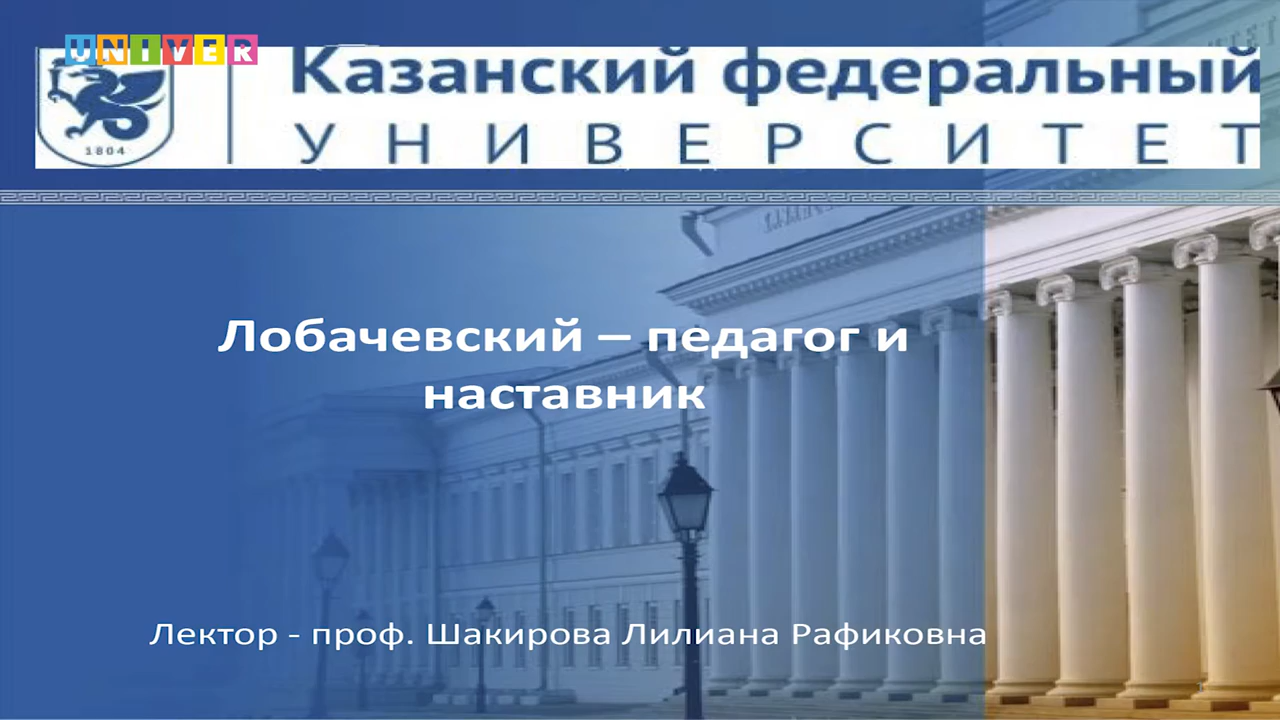 UNIVER
Казанский федеральный
УНИВЕРСИТЕТ
1804
Лобачевский – педагог и
наставник
Лектор - проф. Шакирова Лилиана Рафиковна